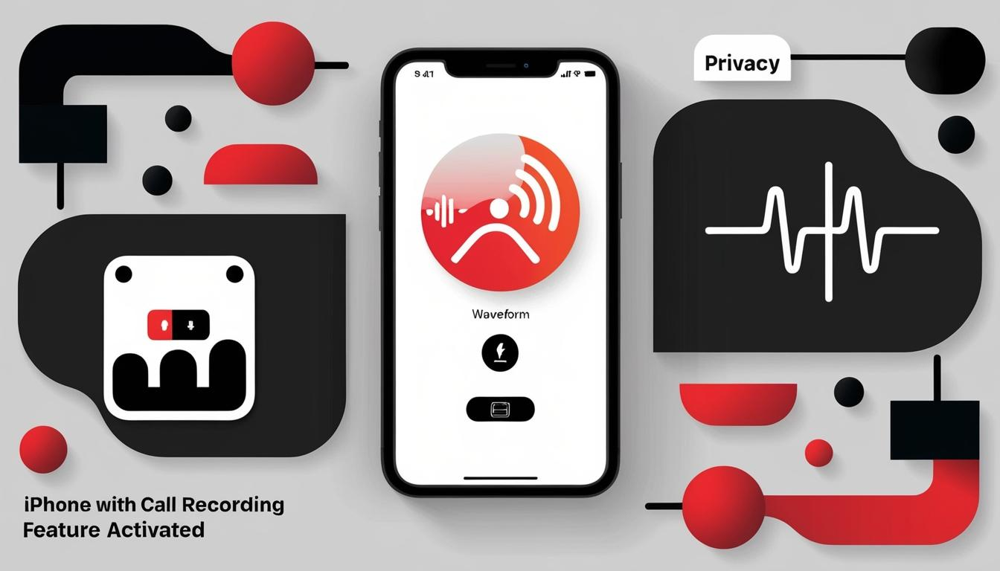 Privacy
Waveform
iPhone with Call Recording
Feature Activated